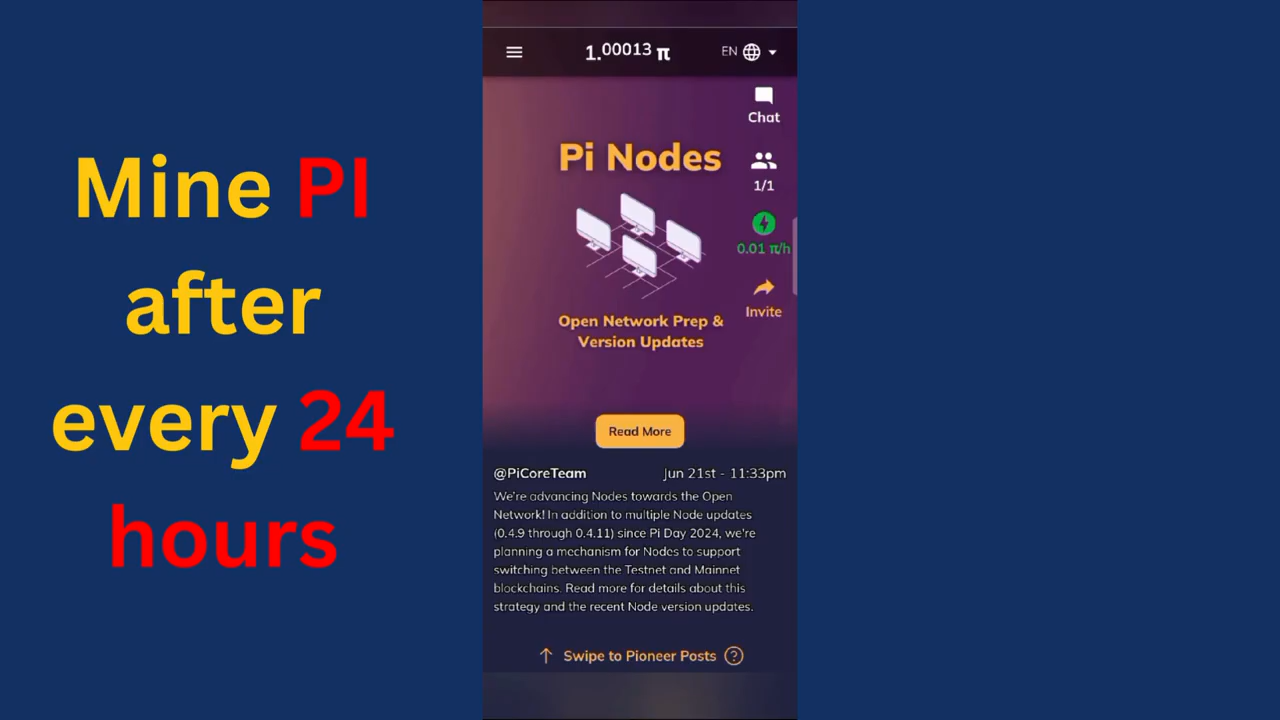 Mine PI
after
every 24
hours
1.00013 π
EN
Chat
Pi Nodes
1/1
0.01 π/h
Invite
Open Network Prep &
Version Updates
Read More
@PiCoreTeam Jun 21st - 11:33pm
We're advancing Nodes towards the Open
Network! In addition to multiple Node updates
(0.4.9 through 0.4.11) since Pi Day 2024, we're
planning a mechanism for Nodes to support
switching between the Testnet and Mainnet
blockchains. Read more for details about this
strategy and the recent Node version updates.
Swipe to Pioneer Posts ?